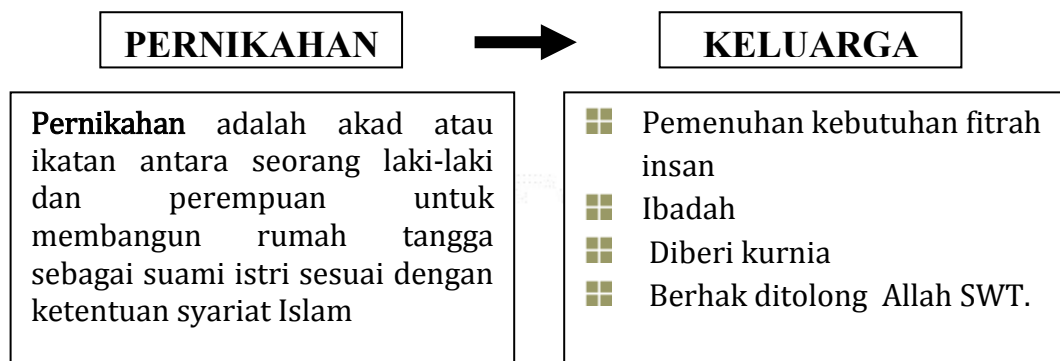 PERNIKAHAN
KELUARGA
Pernikahan adalah akad atau
ikatan antara seorang laki-laki
dan perempuan untuk
membangun rumah tangga
sebagai suami istri sesuai dengan
ketentuan syariat Islam
Pemenuhan kebutuhan fitrah
insan
Ibadah
Diberi kurnia
Berhak ditolong Allah SWT.